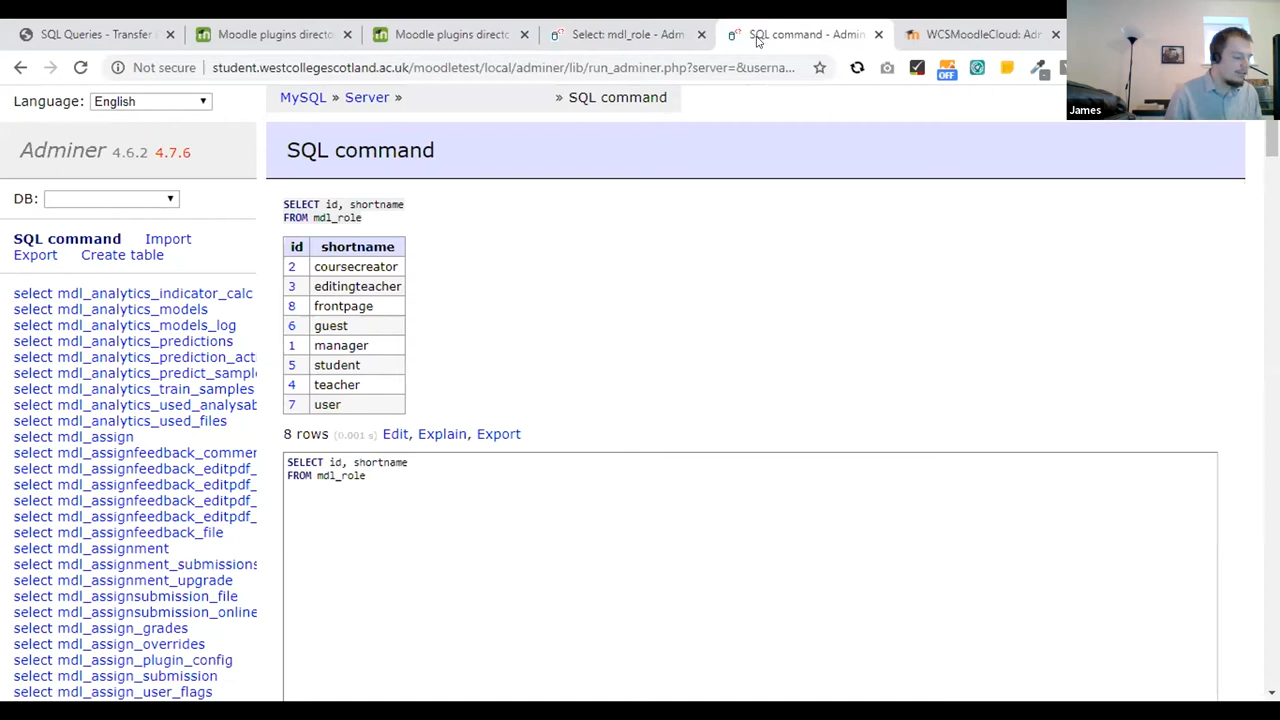 SQL Queries - Transfer
Moodle plugins directo
Moodle plugins directo
Select: mdl_role - Adm
SQL command - Admin
WCSMoodleCloud: Ad
Not secure
student.westcollegescotland.ac.uk/moodletest/local/adminer/lib/run_adminer.php?server=&userna...
OFF
James
Language: English
MySQL » Server » » SQL command
Adminer 4.6.2 4.7.6
SQL command
DB:
SQL command Import
Export Create table
select mdl_analytics_indicator_calc
select mdl_analytics_models
select mdl_analytics_models_log
select mdl_analytics_predictions
select mdl_analytics_prediction_act
select mdl_analytics_predict_sampl
select mdl_analytics_train_samples
select mdl_analytics_used_analysab
select mdl_analytics_used_files
select mdl_assign
select mdl_assignfeedback_commer
select mdl_assignfeedback_editpdf_
select mdl_assignfeedback_editpdf_
select mdl_assignfeedback_editpdf_
select mdl_assignfeedback_editpdf_
select mdl_assignfeedback_file
select mdl_assignment
select mdl_assignment_submissions
select mdl_assignment_upgrade
select mdl_assignsubmission_file
select mdl_assignsubmission_online
select mdl_assign_grades
select mdl_assign_overrides
select mdl_assign_plugin_config
select mdl_assign_submission
select mdl_assign_user_flags
SELECT id, shortname
FROM mdl_role
id shortname
2 coursecreator
3 editingteacher
8 frontpage
6 guest
1 manager
5 student
4 teacher
7 user
8 rows (0.001 s) Edit, Explain, Export
SELECT id, shortname
FROM mdl_role